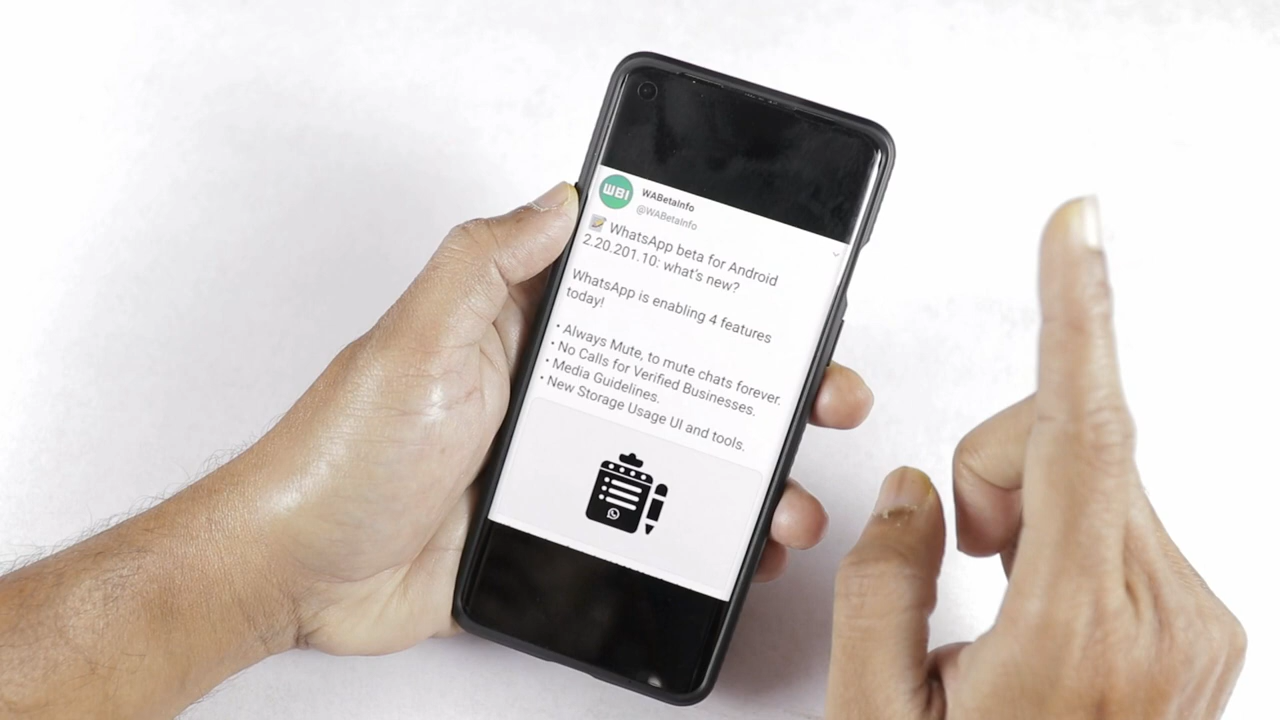 WBI
WABetaInfo
@WABetaInfo
📝 WhatsApp beta for Android
2.20.201.10: what's new?
WhatsApp is enabling 4 features
today!
• Always Mute, to mute chats forever.
• No Calls for Verified Businesses.
• Media Guidelines.
• New Storage Usage UI and tools.